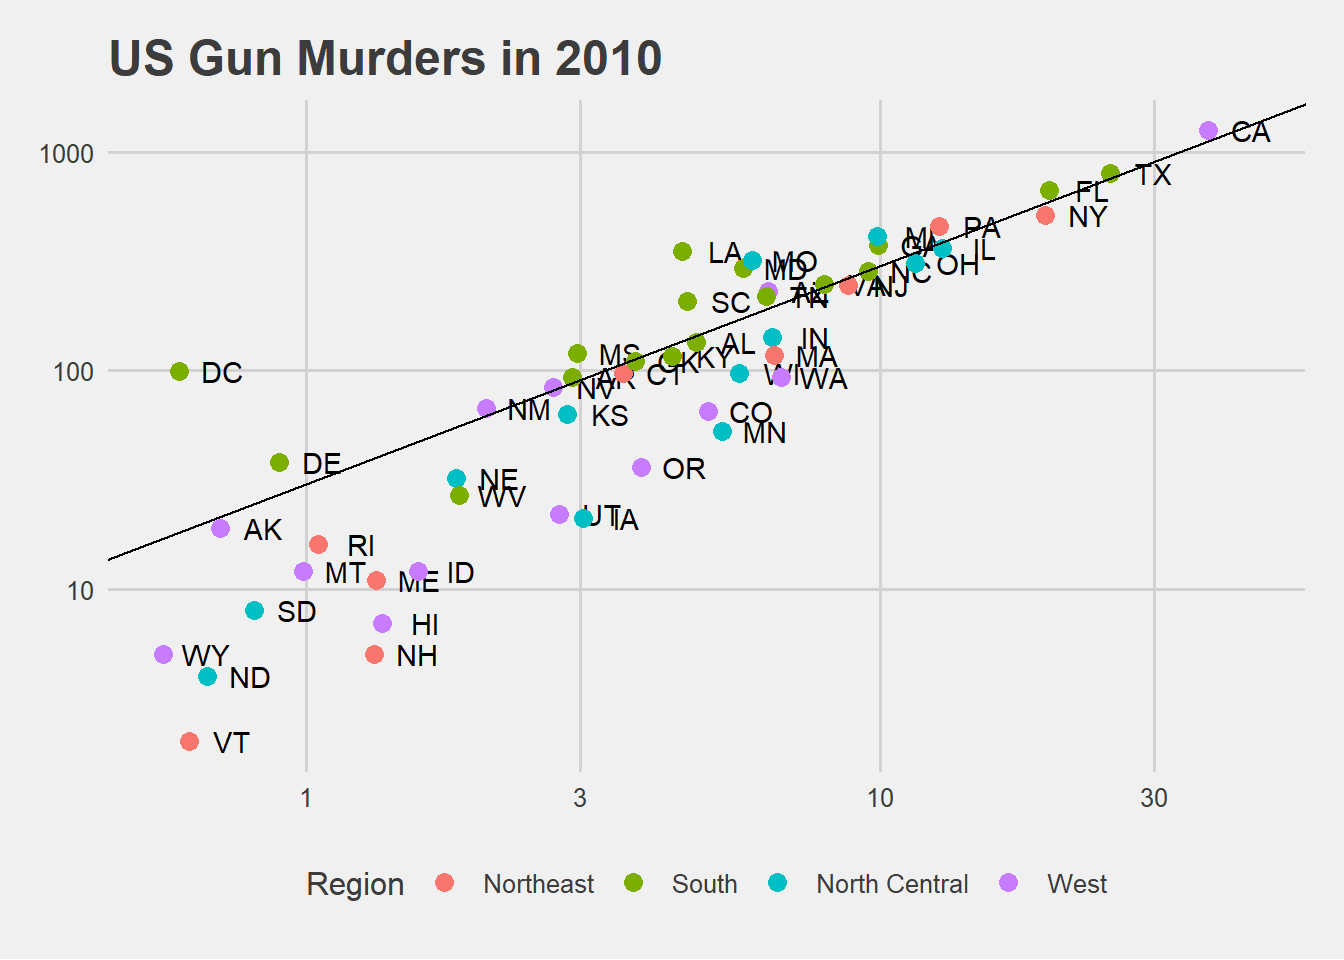 US Gun Murders in 2010
CA
1000
TX
FL
NY
PA
MI
GA
IL
LA
MO
OH
MD
NC
AZ
VA
NJ
TN
SC
IN
AL
MS
MA
KY
OK
100
DC
CT
WI
WA
AR
NV
NM
KS
CO
MN
DE
OR
NE
WV
UT
IA
AK
RI
MT
ME
ID
10
SD
HI
WY
NH
ND
VT
1 3 10 30
Region Northeast South North Central West